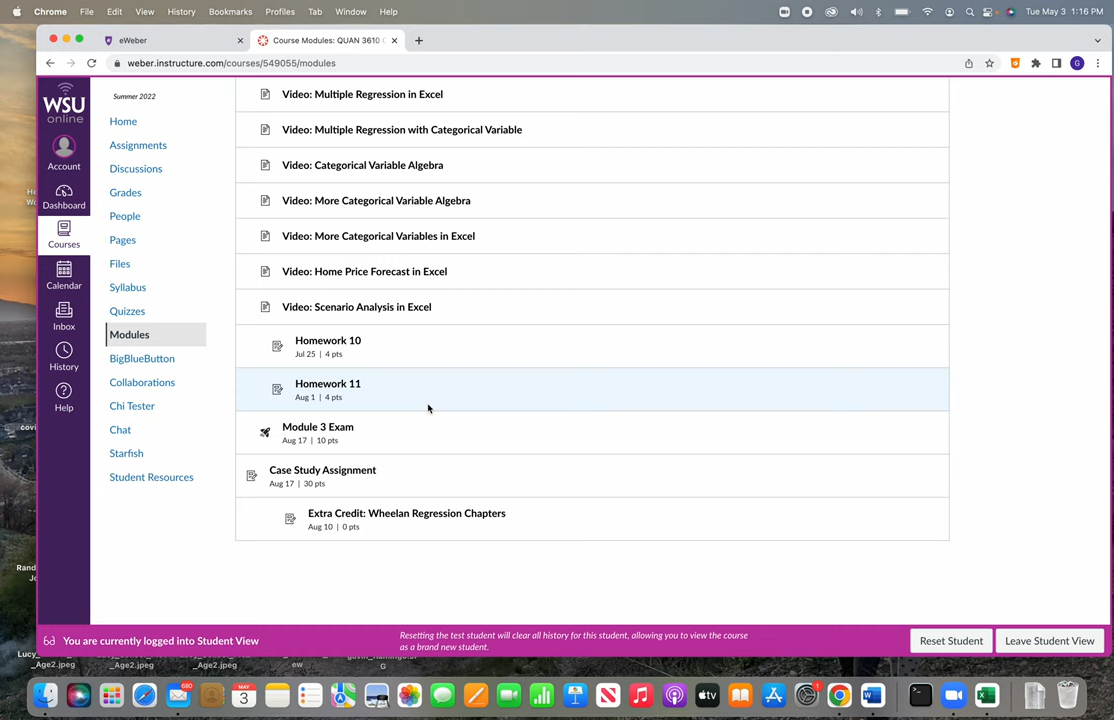 Chrome File Edit View History Bookmarks Profiles Tab Window Help Tue May 3 1:16 PM
eWeber
Course Modules: QUAN 3610
weber.instructure.com/courses/549055/modules
G
WSU
online
Account
Dashboard
Courses
Calendar
Inbox
History
Help
Summer 2022
Home
Assignments
Discussions
Grades
People
Pages
Files
Syllabus
Quizzes
Modules
BigBlueButton
Collaborations
Chi Tester
Chat
Starfish
Student Resources
Video: Multiple Regression in Excel
Video: Multiple Regression with Categorical Variable
Video: Categorical Variable Algebra
Video: More Categorical Variable Algebra
Video: More Categorical Variables in Excel
Video: Home Price Forecast in Excel
Video: Scenario Analysis in Excel
Homework 10
Jul 25 | 4 pts
Homework 11
Aug 1 | 4 pts
Module 3 Exam
Aug 17 | 10 pts
Case Study Assignment
Aug 17 | 30 pts
Extra Credit: Wheelan Regression Chapters
Aug 10 | 0 pts
You are currently logged into Student View
Resetting the test student will clear all history for this student, allowing you to view the course
as a brand new student.
Reset Student
Leave Student View
_Age2.jpeg _Age2.jpeg _Age2.jpeg
680
MAY
3
tv
1